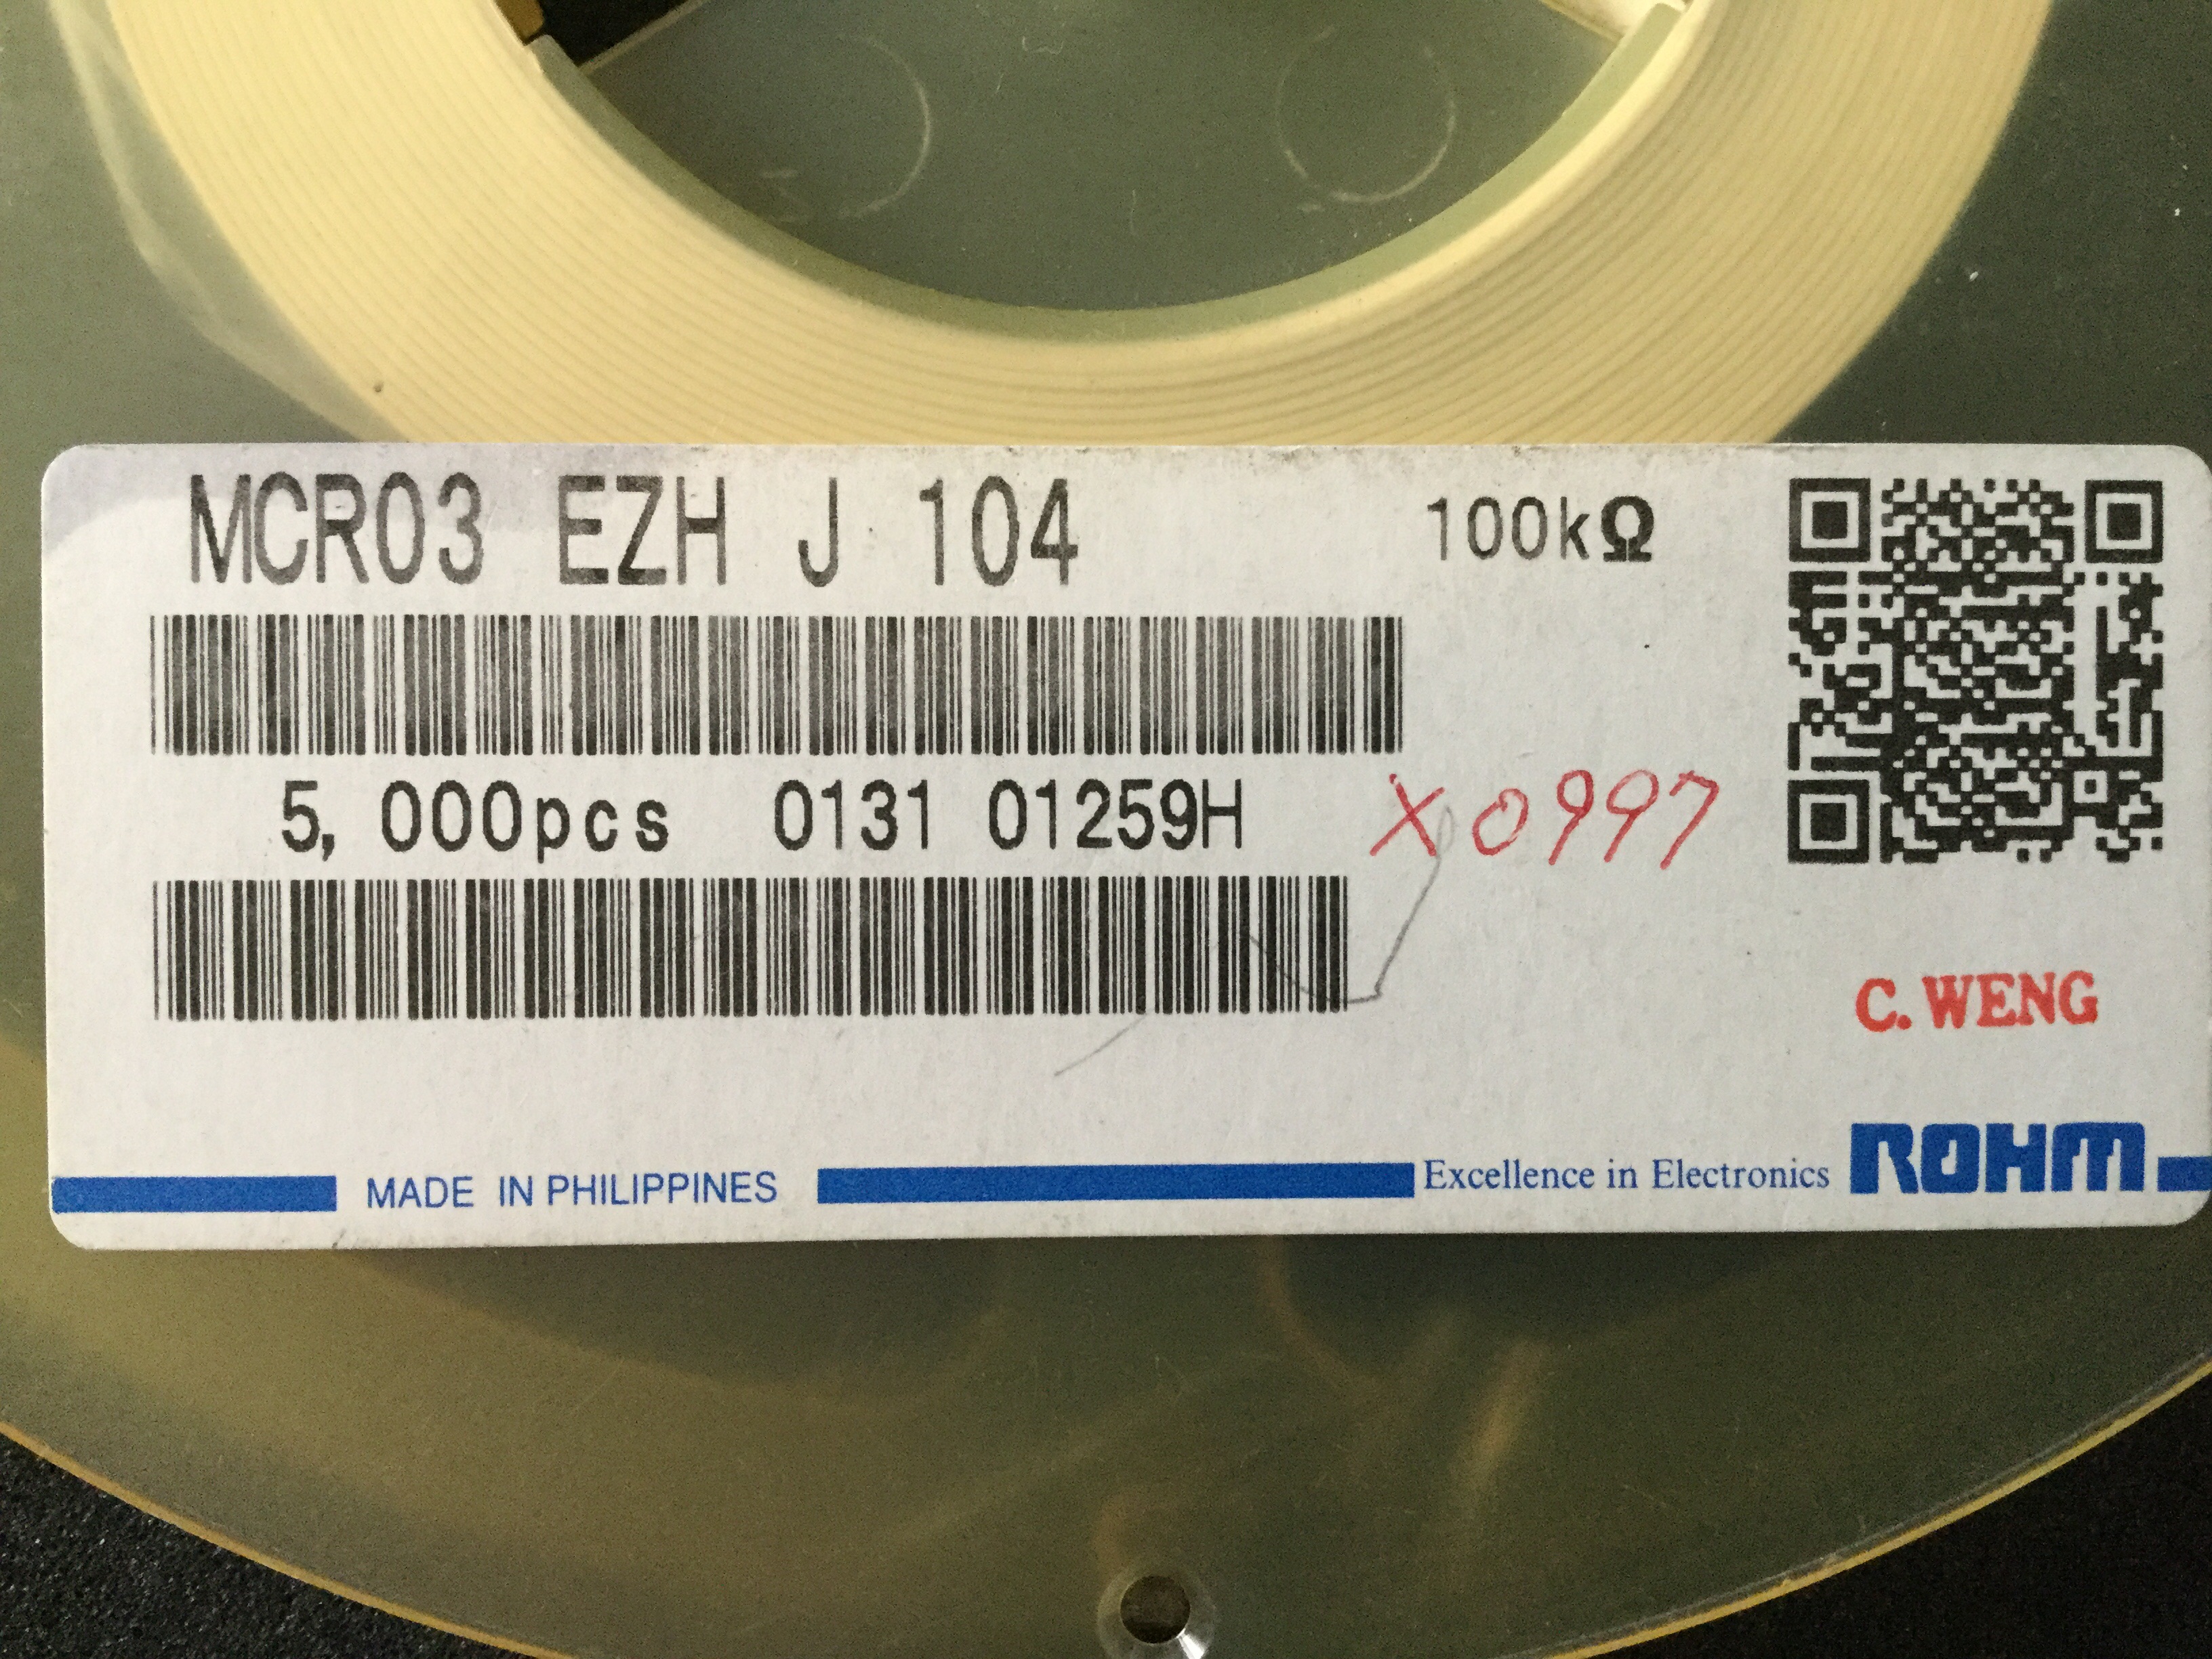 MCR03 EZH J 104 100kΩ
5,000pcs 0131 01259H X0997
C. WENG
MADE IN PHILIPPINES Excellence in Electronics ROHM